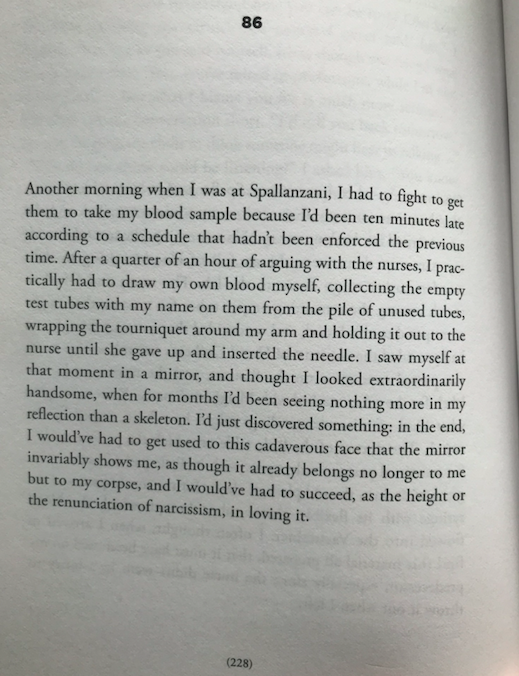 86
Another morning when I was at Spallanzani, I had to fight to get
them to take my blood sample because I'd been ten minutes late
according to a schedule that hadn't been enforced the previous
time. After a quarter of an hour of arguing with the nurses, I prac-
tically had to draw my own blood myself, collecting the empty
test tubes with my name on them from the pile of unused tubes,
wrapping the tourniquet around my arm and holding it out to the
nurse until she gave up and inserted the needle. I saw myself at
that moment in a mirror, and thought I looked extraordinarily
handsome, when for months I'd been seeing nothing more in my
reflection than a skeleton. I'd just discovered something: in the end,
I would've had to get used to this cadaverous face that the mirror
invariably shows me, as though it already belongs no longer to me
but to my corpse, and I would've had to succeed, as the height or
the renunciation of narcissism, in loving it.
(228)